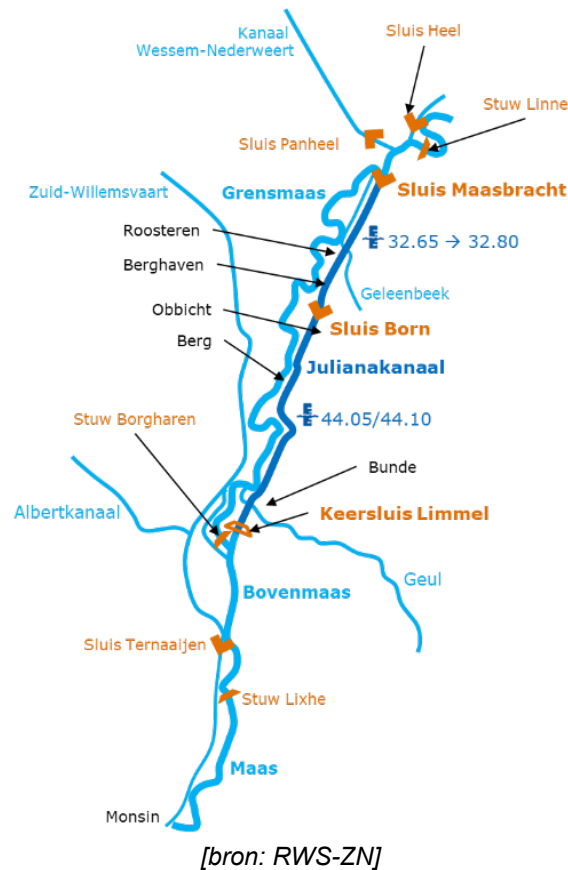 Sluis Heel
Kanaal
Wessem-Nederweert
Stuw Linne
Sluis Panheel
Zuid-Willemsvaart
Grensmaas
Sluis Maasbracht
Roosteren
32.65 → 32.80
Berghaven
Geleenbeek
Obbicht
Sluis Born
Berg
Julianakanaal
Stuw Borgharen
44.05/44.10
Bunde
Albertkanaal
Keersluis Limmel
Geul
Bovenmaas
Sluis Ternaaijen
Stuw Lixhe
Maas
Monsin
[bron: RWS-ZN]